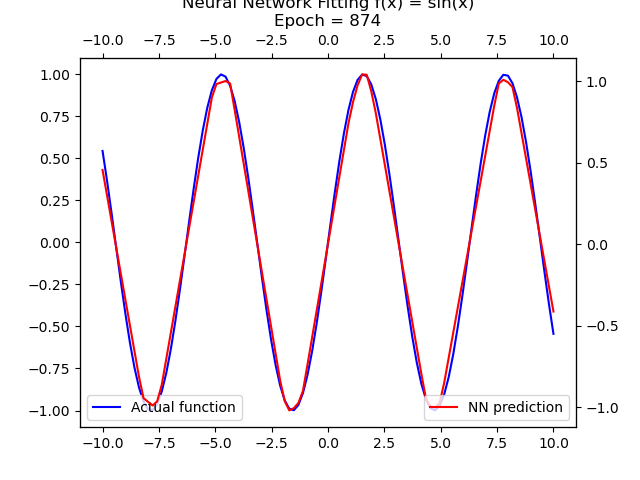 Neural Network Fitting f(x) = sin(x)
Epoch = 874
−10.0 −7.5 −5.0 −2.5 0.0 2.5 5.0 7.5 10.0
1.00
0.75
0.50
0.25
0.00
−0.25
−0.50
−0.75
−1.00
1.0
0.5
0.0
−0.5
−1.0
Actual function
NN prediction
−10.0 −7.5 −5.0 −2.5 0.0 2.5 5.0 7.5 10.0